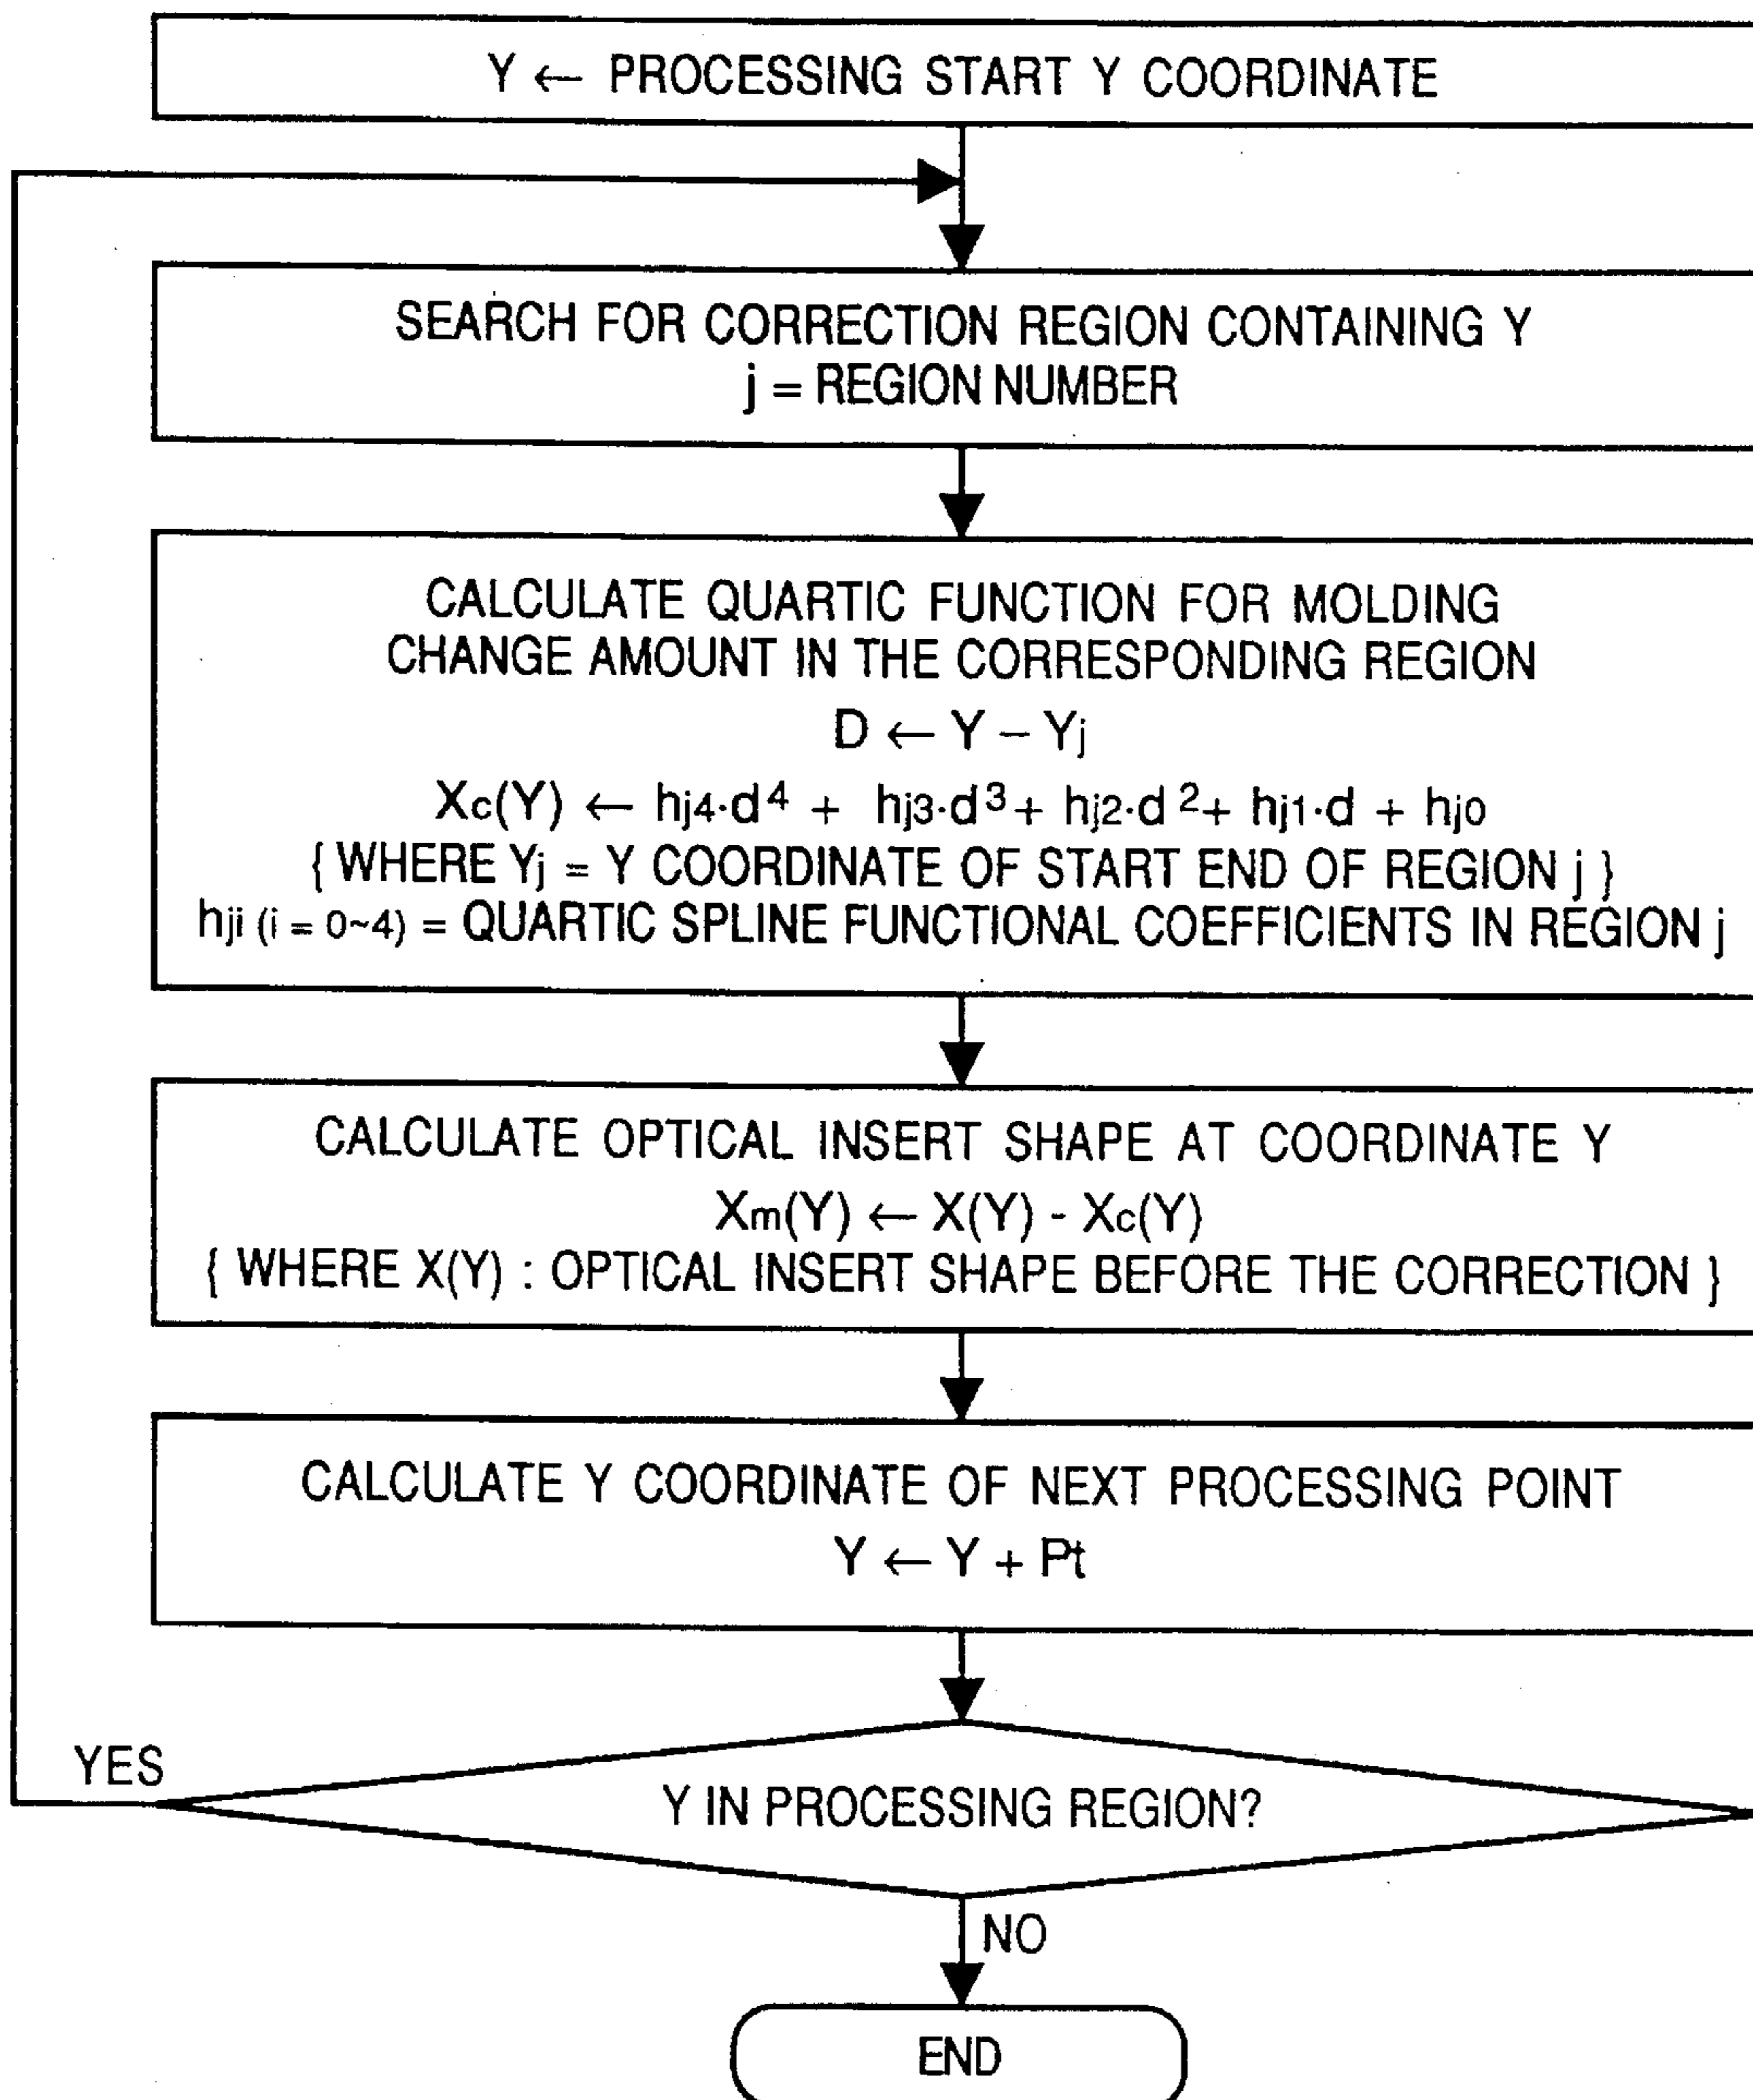 Y ← PROCESSING START Y COORDINATE
SEARCH FOR CORRECTION REGION CONTAINING Y
j = REGION NUMBER
CALCULATE QUARTIC FUNCTION FOR MOLDING
CHANGE AMOUNT IN THE CORRESPONDING REGION
D ← Y – Yj
Xc(Y) ← hj4·d⁴ + hj3·d³ + hj2·d² + hj1·d + hj0
{ WHERE Yj = Y COORDINATE OF START END OF REGION j }
hji (i = 0~4) = QUARTIC SPLINE FUNCTIONAL COEFFICIENTS IN REGION j
CALCULATE OPTICAL INSERT SHAPE AT COORDINATE Y
Xm(Y) ← X(Y) - Xc(Y)
{ WHERE X(Y) : OPTICAL INSERT SHAPE BEFORE THE CORRECTION }
CALCULATE Y COORDINATE OF NEXT PROCESSING POINT
Y ← Y + Pt
YES
Y IN PROCESSING REGION?
NO
END